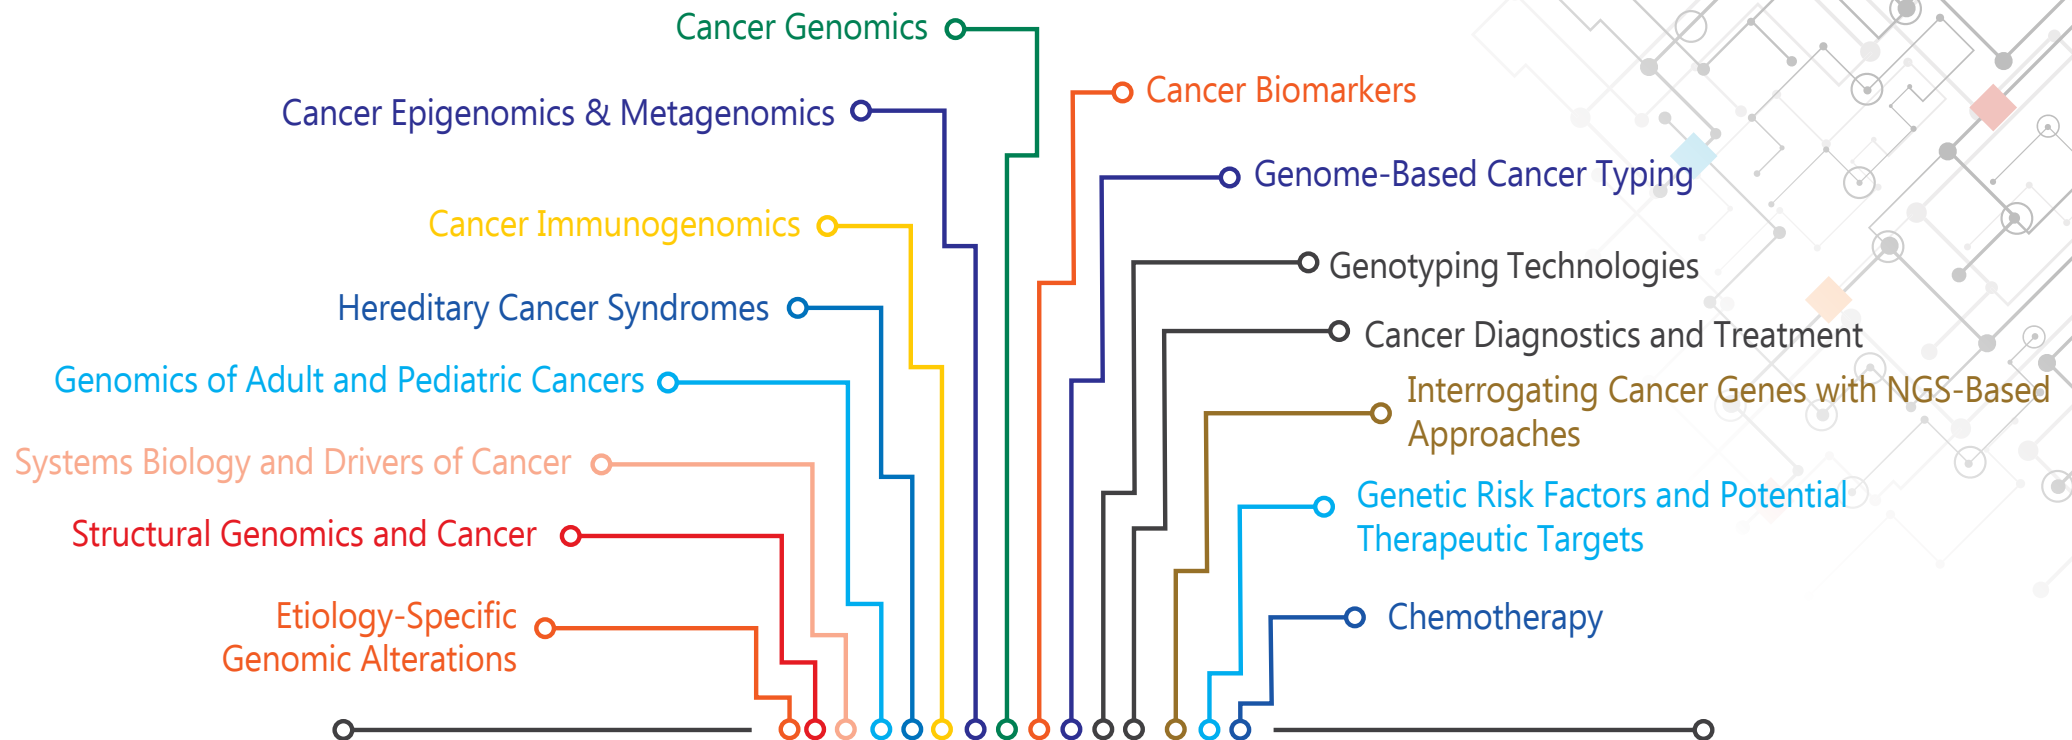 Cancer Genomics
Cancer Epigenomics & Metagenomics
Cancer Immunogenomics
Hereditary Cancer Syndromes
Genomics of Adult and Pediatric Cancers
Systems Biology and Drivers of Cancer
Structural Genomics and Cancer
Etiology-Specific
Genomic Alterations
Cancer Biomarkers
Genome-Based Cancer Typing
Genotyping Technologies
Cancer Diagnostics and Treatment
Interrogating Cancer Genes with NGS-Based
Approaches
Genetic Risk Factors and Potential
Therapeutic Targets
Chemotherapy